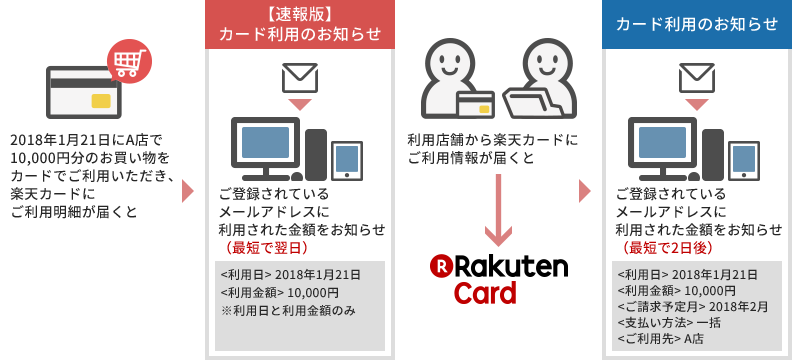 2018年1月21日にA店で
10,000円分のお買い物を
カードでご利用いただき、
楽天カードに
ご利用明細が届くと
【速報版】
カード利用のお知らせ
ご登録されている
メールアドレスに
利用された金額をお知らせ
（最短で翌日）
<利用日> 2018年1月21日
<利用金額> 10,000円
※利用日と利用金額のみ
利用店舗から楽天カードに
ご利用情報が届くと
R Rakuten
Card
カード利用のお知らせ
ご登録されている
メールアドレスに
利用された金額をお知らせ
（最短で2日後）
<利用日> 2018年1月21日
<利用金額> 10,000円
<ご請求予定月> 2018年2月
<支払い方法> 一括
<ご利用先> A店